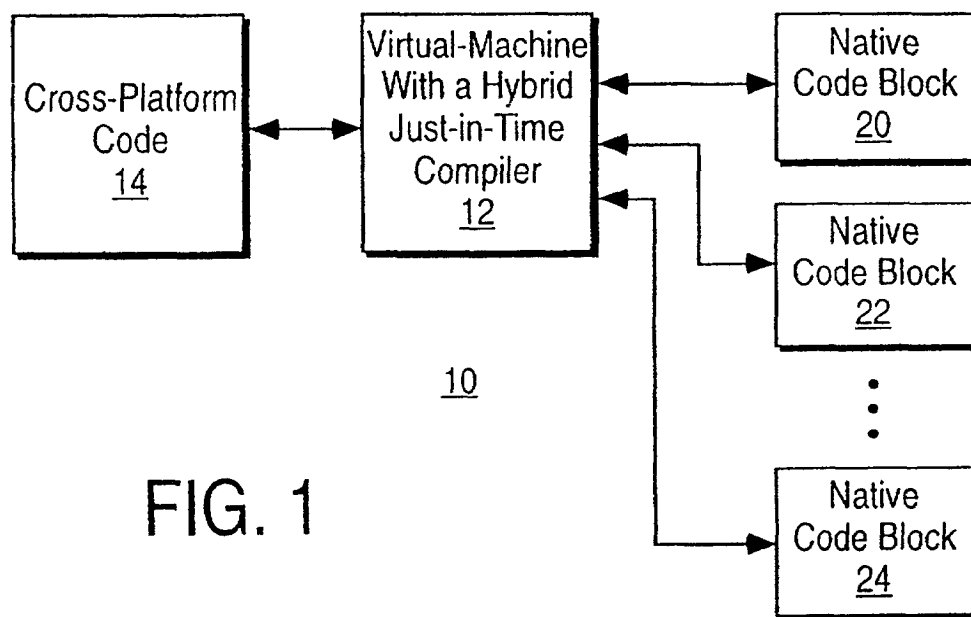 Cross-Platform
Code
14
Virtual-Machine
With a Hybrid
Just-in-Time
Compiler
12
Native
Code Block
20
Native
Code Block
22
Native
Code Block
24
10
FIG. 1